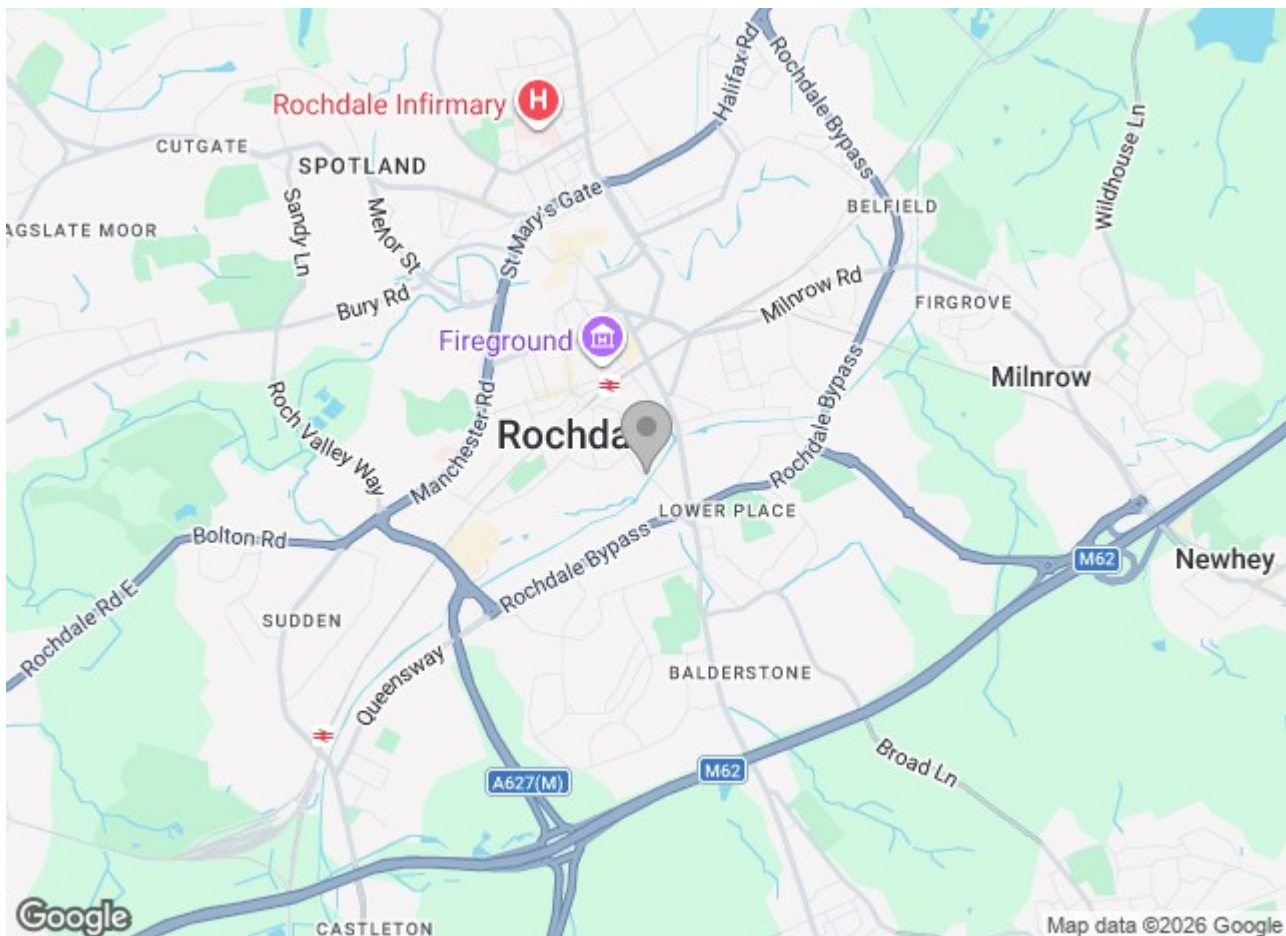 Rochdale Infirmary
H
Halifax Rd
Rochdale Bypass
CUTGATE
SPOTLAND
St Mary's Gate
BELFIELD
Wildhouse Ln
AGSLATE MOOR
Sandy Ln
Mellor St
Bury Rd
Milnrow Rd
FIRGROVE
Fireground
Milnrow
Roch Valley Way
Manchester Rd
Rochda
Rochdale Bypass
Rochdale Bypass
LOWER PLACE
Bolton Rd
Rochdale Bypass
M62
Newhey
Rochdale Rd E
SUDDEN
Queensway
BALDERSTONE
Broad Ln
M62
A627(M)
CASTLETON
Google
Map data ©2026 Google